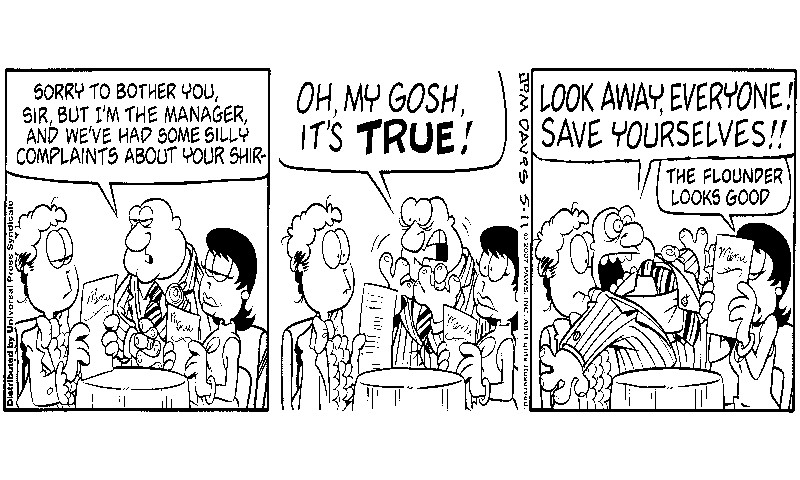 SORRY TO BOTHER YOU,
SIR, BUT I'M THE MANAGER,
AND WE'VE HAD SOME SILLY
COMPLAINTS ABOUT YOUR SHIR-
Menu
Menu
Distributed by Universal Press Syndicate
OH, MY GOSH,
IT'S TRUE!
Menu
JIM DAVIS 5-11
LOOK AWAY, EVERYONE!
SAVE YOURSELVES!!
THE FLOUNDER
LOOKS GOOD
Menu